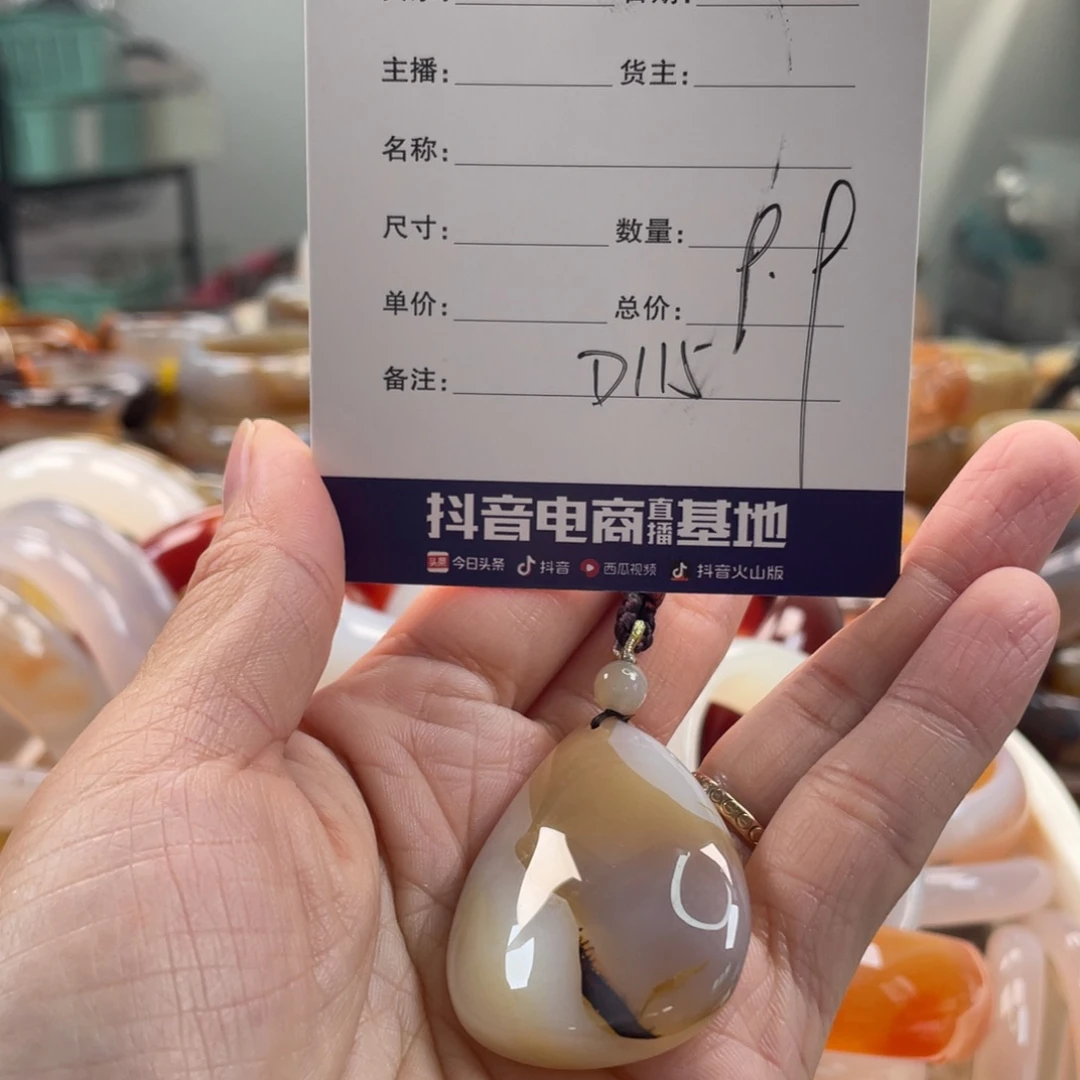 主播: 货主:
名称:
尺寸: 数量:
P.P
单价: 总价:
备注: D115
抖音电商直播基地
头条 今日头条 抖音 西瓜视频 抖音火山版